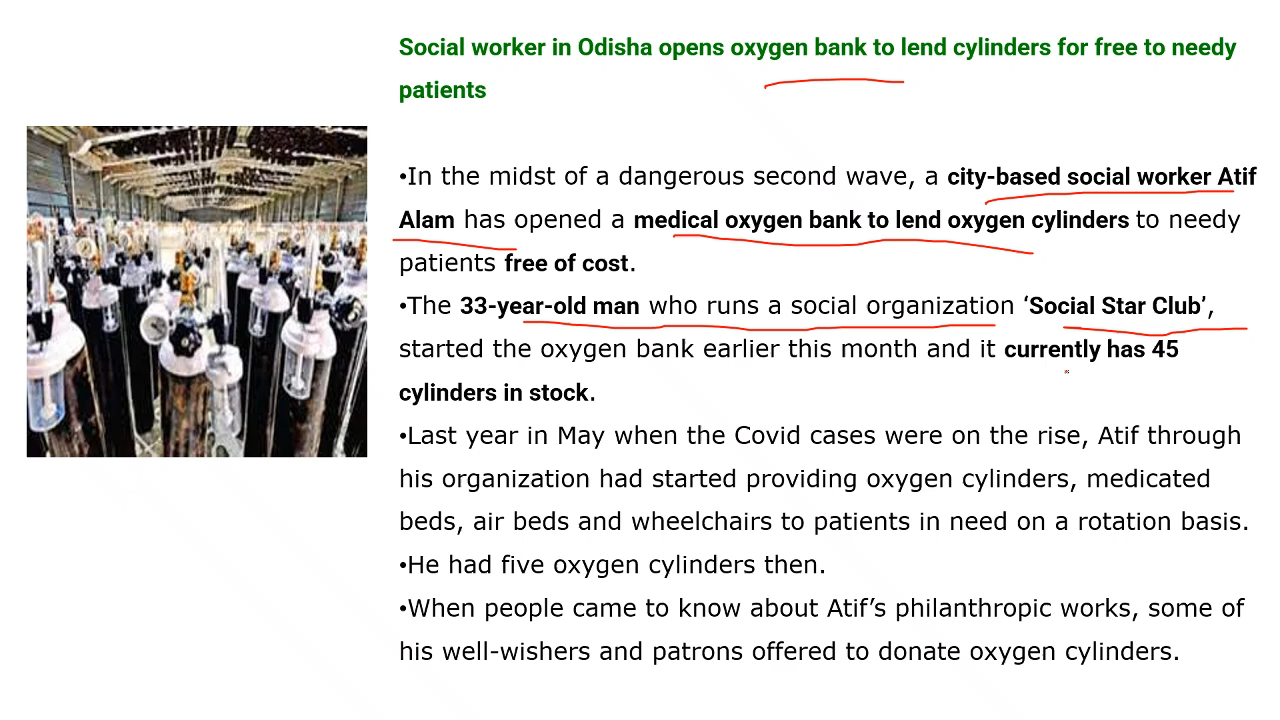 Social worker in Odisha opens oxygen bank to lend cylinders for free to needy
patients
•In the midst of a dangerous second wave, a city-based social worker Atif
Alam has opened a medical oxygen bank to lend oxygen cylinders to needy
patients free of cost.
•The 33-year-old man who runs a social organization ‘Social Star Club’,
started the oxygen bank earlier this month and it currently has 45
cylinders in stock.
•Last year in May when the Covid cases were on the rise, Atif through
his organization had started providing oxygen cylinders, medicated
beds, air beds and wheelchairs to patients in need on a rotation basis.
•He had five oxygen cylinders then.
•When people came to know about Atif’s philanthropic works, some of
his well-wishers and patrons offered to donate oxygen cylinders.